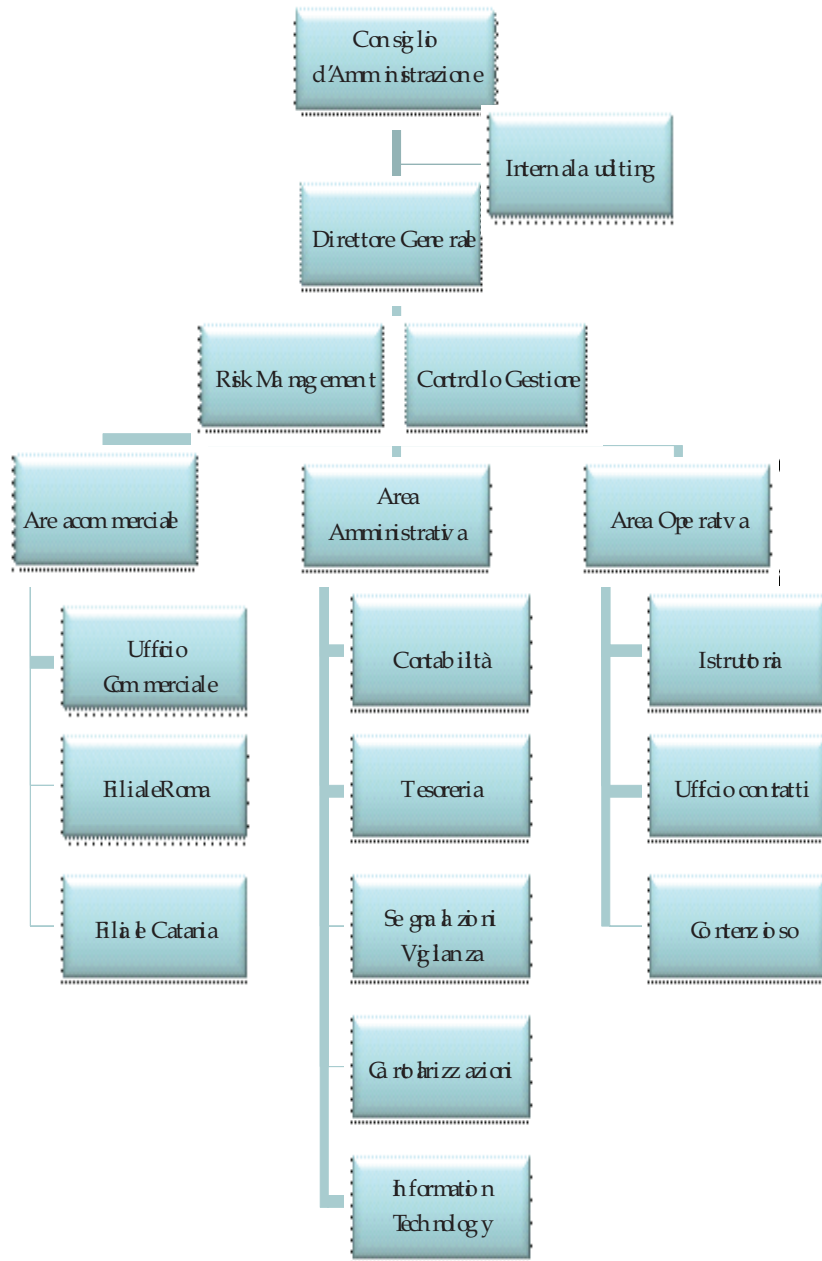 Consiglio
d'Amministrazione
Internal auditing
Direttore Generale
Risk Management
Controllo Gestione
Area commerciale
Area
Amministrativa
Area Operativa
Ufficio
Commerciale
Filiale Roma
Filiale Catania
Contabilità
Tesoreria
Segnalazioni
Vigilanza
Cartolarizzazioni
Information
Technology
Istruttoria
Ufficio contratti
Contenzioso